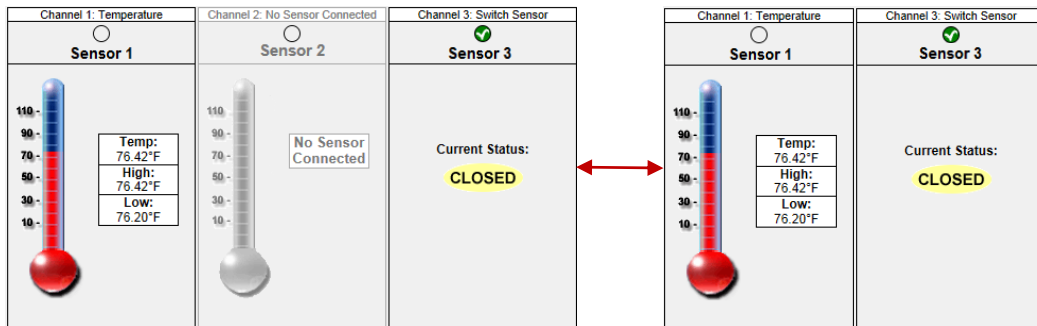 Channel 1: Temperature
Sensor 1
110
90
70
50
30
10
Temp:
76.42°F
High:
76.42°F
Low:
76.20°F
Channel 2: No Sensor Connected
Sensor 2
110
90
70
50
30
10
No Sensor
Connected
Channel 3: Switch Sensor
Sensor 3
Current Status:
CLOSED
Channel 1: Temperature
Sensor 1
110
90
70
50
30
10
Temp:
76.42°F
High:
76.42°F
Low:
76.20°F
Channel 3: Switch Sensor
Sensor 3
Current Status:
CLOSED